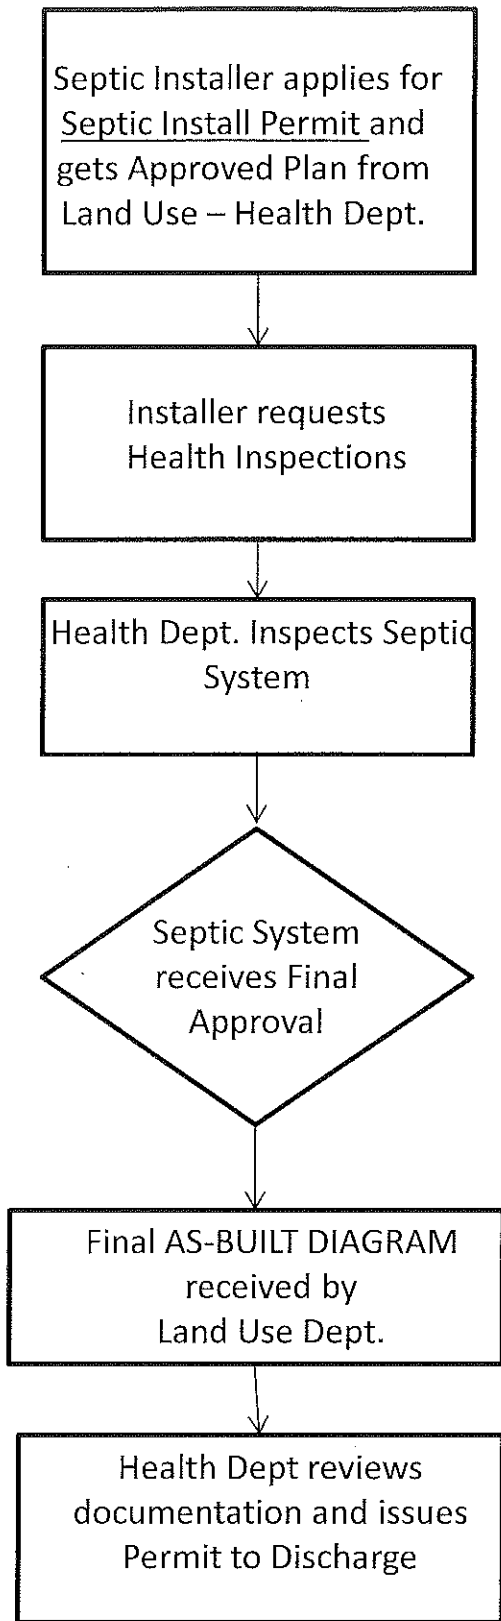 Septic Installer applies for
Septic Install Permit and
gets Approved Plan from
Land Use – Health Dept.
Installer requests
Health Inspections
Health Dept. Inspects Septic
System
Septic System
receives Final
Approval
Final AS-BUILT DIAGRAM
received by
Land Use Dept.
Health Dept reviews
documentation and issues
Permit to Discharge